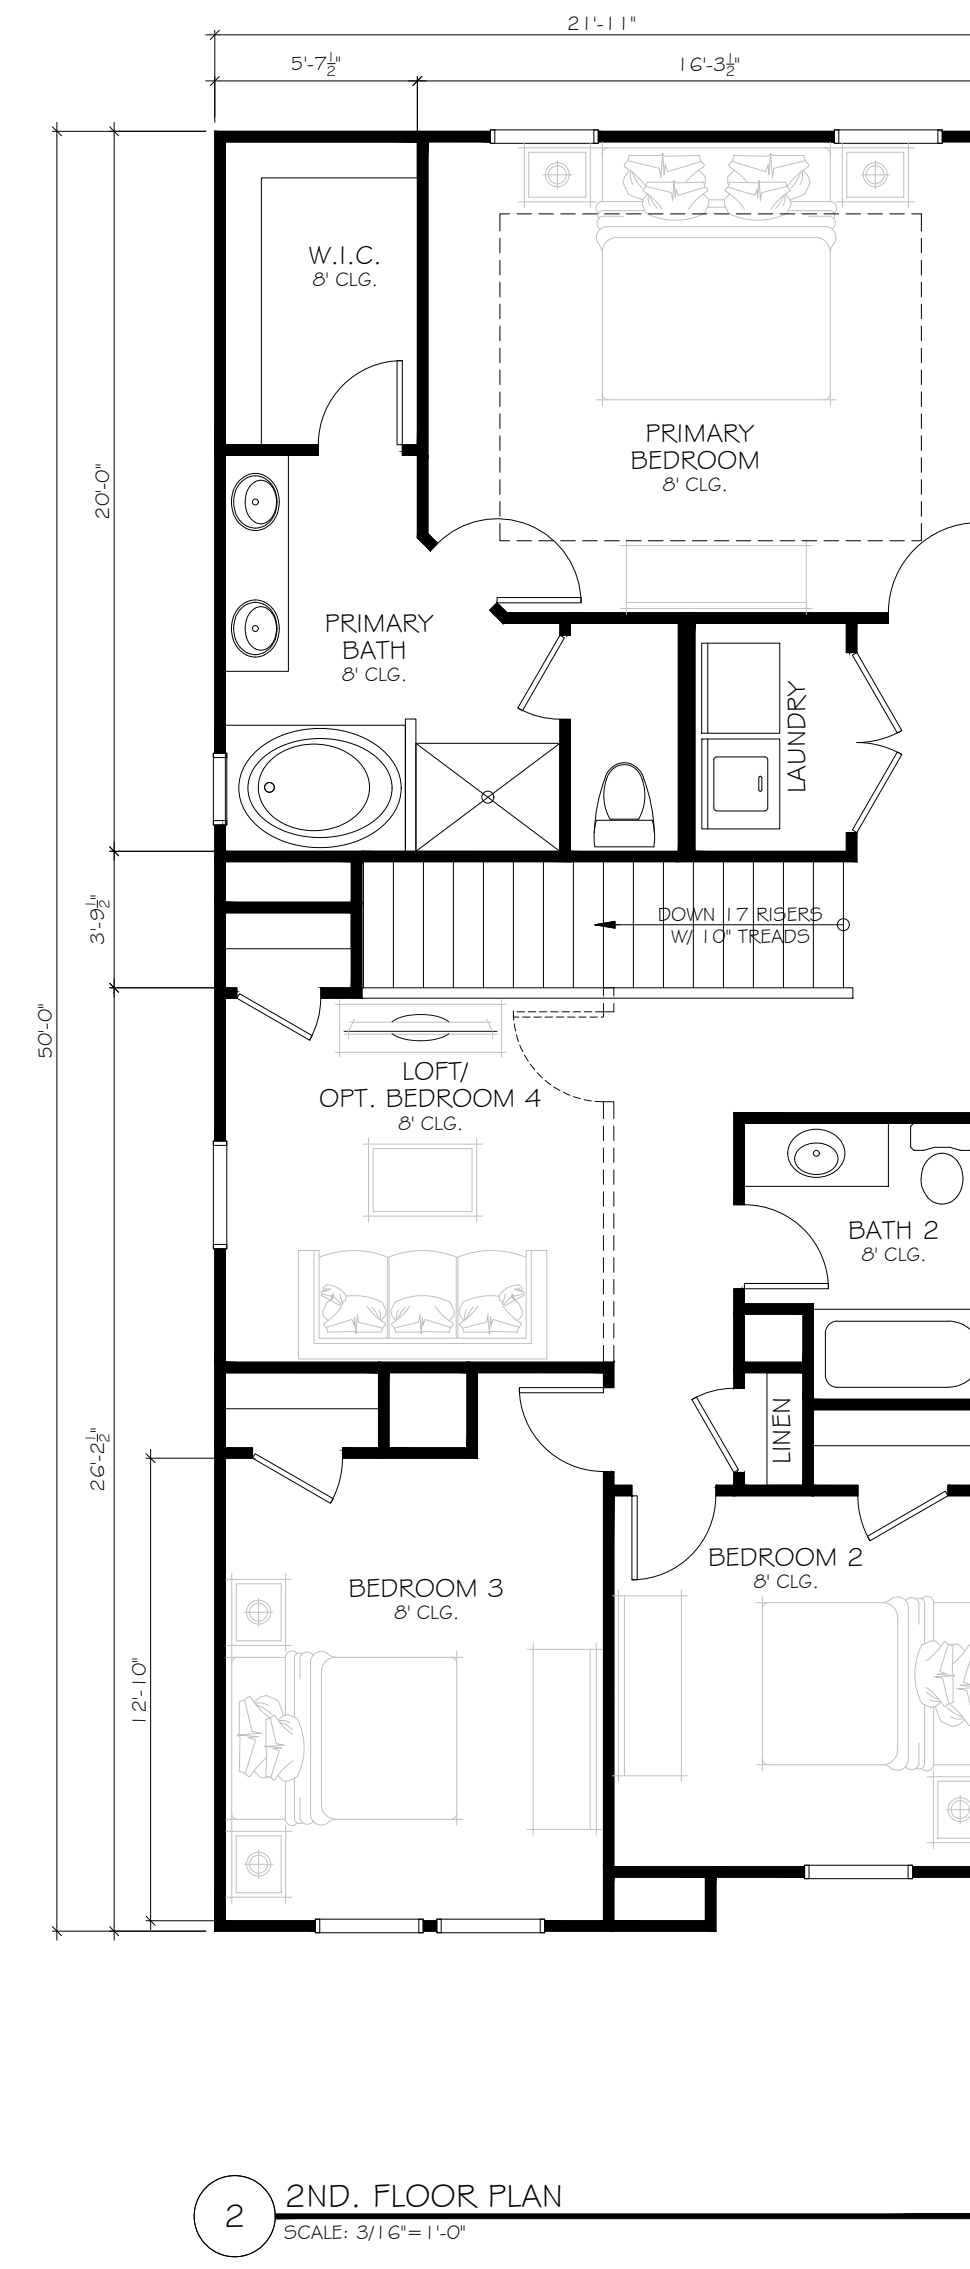 21'-11"
5'-7½"
16'-3½"
W.I.C.
8' CLG.
PRIMARY
BEDROOM
8' CLG.
20'-0"
PRIMARY
BATH
8' CLG.
LAUNDRY
3'-9½"
DOWN 17 RISERS
W/ 10" TREADS
50'-0"
LOFT/
OPT. BEDROOM 4
8' CLG.
BATH 2
8' CLG.
26'-2½"
LINEN
BEDROOM 2
8' CLG.
BEDROOM 3
8' CLG.
12'-10"
2
2ND. FLOOR PLAN
SCALE: 3/16"=1'-0"